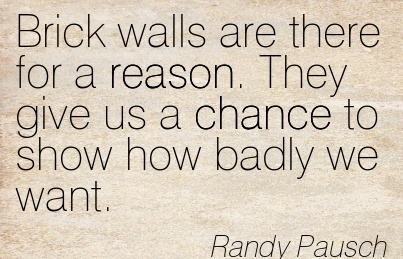 Brick walls are there
for a reason. They
give us a chance to
show how badly we
want.
Randy Pausch